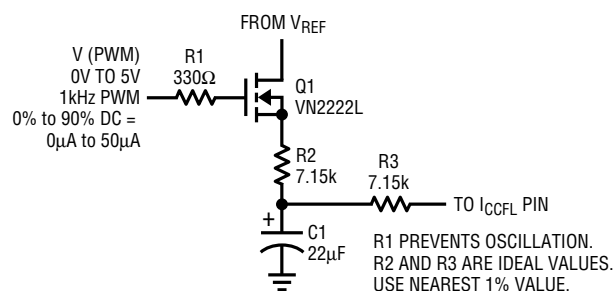 FROM VREF
V (PWM)
0V TO 5V
1kHz PWM
0% to 90% DC =
0µA to 50µA
R1
330Ω
Q1
VN2222L
R2
7.15k
R3
7.15k
TO ICCFL PIN
+
C1
22µF
R1 PREVENTS OSCILLATION.
R2 AND R3 ARE IDEAL VALUES.
USE NEAREST 1% VALUE.